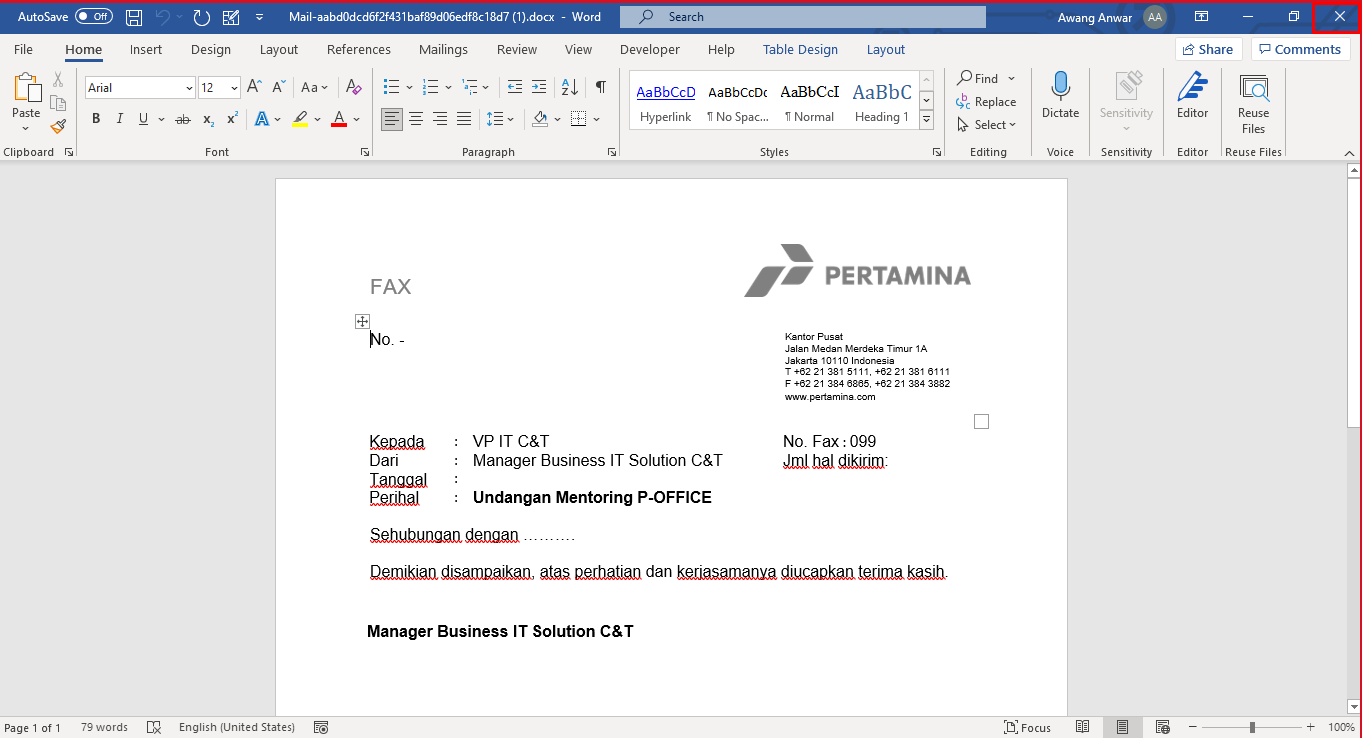 AutoSave Off Mail-aabd0dcd6f2f431baf89d06edf8c18d7 (1).docx - Word Search Awang Anwar AA
File Home Insert Design Layout References Mailings Review View Developer Help Table Design Layout Share Comments
Paste
Clipboard
Arial 12 Aa
B I U ab x2 x2 A A
Font
Paragraph
AaBbCcD AaBbCcDc AaBbCcI AaBbC
Hyperlink ¶ No Spac... ¶ Normal Heading 1
Styles
Find
Replace
Select
Editing
Dictate
Voice
Sensitivity
Sensitivity
Editor
Editor
Reuse
Files
Reuse Files
FAX
PERTAMINA
No. -
Kantor Pusat
Jalan Medan Merdeka Timur 1A
Jakarta 10110 Indonesia
T +62 21 381 5111, +62 21 381 6111
F +62 21 384 6865, +62 21 384 3882
www.pertamina.com
Kepada : VP IT C&T No. Fax : 099
Dari : Manager Business IT Solution C&T Jml hal dikirim:
Tanggal :
Perihal : Undangan Mentoring P-OFFICE
Sehubungan dengan ……….
Demikian disampaikan, atas perhatian dan kerjasamanya diucapkan terima kasih.
Manager Business IT Solution C&T
Page 1 of 1 79 words English (United States) Focus 100%